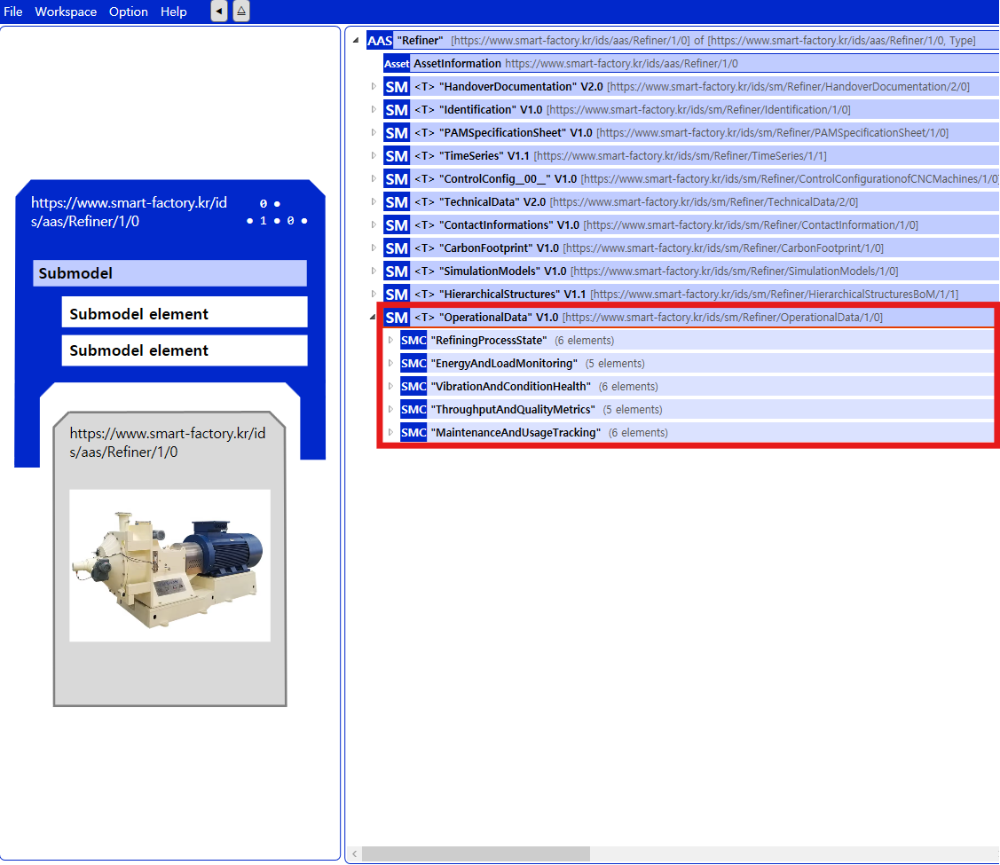 File Workspace Option Help
https://www.smart-factory.kr/id
s/aas/Refiner/1/0
0 ●
● 1 ● 0 ●
Submodel
Submodel element
Submodel element
https://www.smart-factory.kr/id
s/aas/Refiner/1/0
AAS "Refiner" [https://www.smart-factory.kr/ids/aas/Refiner/1/0] of [https://www.smart-factory.kr/ids/aas/Refiner/1/0, Type]
Asset AssetInformation https://www.smart-factory.kr/ids/aas/Refiner/1/0
SM <T> "HandoverDocumentation" V2.0 [https://www.smart-factory.kr/ids/sm/Refiner/HandoverDocumentation/2/0]
SM <T> "Identification" V1.0 [https://www.smart-factory.kr/ids/sm/Refiner/Identification/1/0]
SM <T> "PAMSpecificationSheet" V1.0 [https://www.smart-factory.kr/ids/sm/Refiner/PAMSpecificationSheet/1/0]
SM <T> "TimeSeries" V1.1 [https://www.smart-factory.kr/ids/sm/Refiner/TimeSeries/1/1]
SM <T> "ControlConfig__00__" V1.0 [https://www.smart-factory.kr/ids/sm/Refiner/ControlConfigurationofCNCMachines/1/0]
SM <T> "TechnicalData" V2.0 [https://www.smart-factory.kr/ids/sm/Refiner/TechnicalData/2/0]
SM <T> "ContactInformations" V1.0 [https://www.smart-factory.kr/ids/sm/Refiner/ContactInformation/1/0]
SM <T> "CarbonFootprint" V1.0 [https://www.smart-factory.kr/ids/sm/Refiner/CarbonFootprint/1/0]
SM <T> "SimulationModels" V1.0 [https://www.smart-factory.kr/ids/sm/Refiner/SimulationModels/1/0]
SM <T> "HierarchicalStructures" V1.1 [https://www.smart-factory.kr/ids/sm/Refiner/HierarchicalStructuresBoM/1/1]
SM <T> "OperationalData" V1.0 [https://www.smart-factory.kr/ids/sm/Refiner/OperationalData/1/0]
SMC "RefiningProcessState" (6 elements)
SMC "EnergyAndLoadMonitoring" (5 elements)
SMC "VibrationAndConditionHealth" (6 elements)
SMC "ThroughputAndQualityMetrics" (5 elements)
SMC "MaintenanceAndUsageTracking" (6 elements)